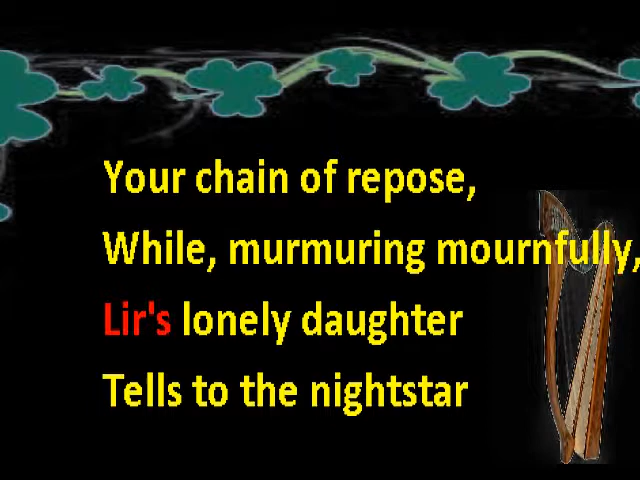 Your chain of repose,
While, murmuring mournfully,
Lir's lonely daughter
Tells to the nightstar